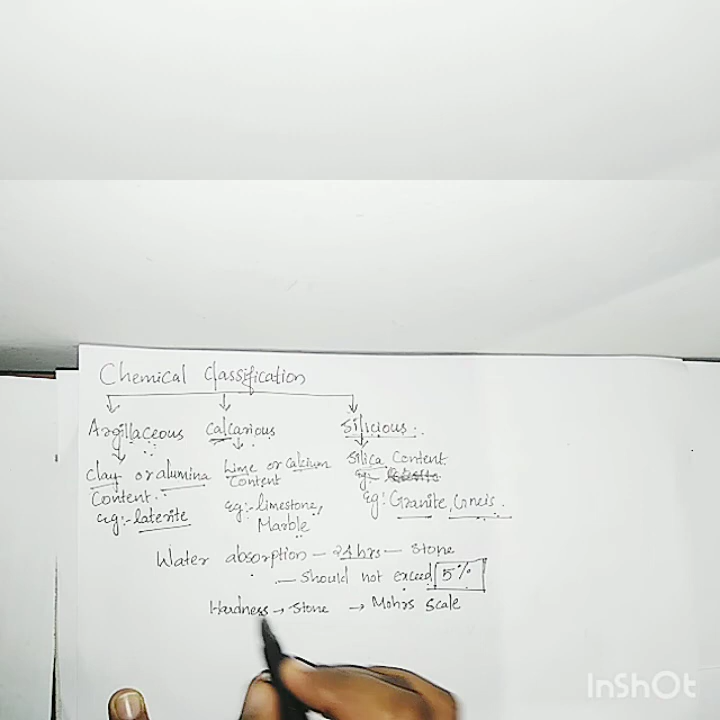 Chemical Classification
Argillaceous calcarious Silicious.
clay or alumina Content. Lime or calcium Content Silica Content.
eg:- laterite eg:- limestone, Marble eg:-
eg: Granite, Gneis.
Water absorption - 24 hrs - stone
- should not exceed 5%
Hardness → stone → Mohrs scale
InShOt